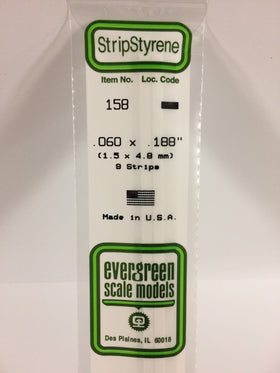 StripStyrene
Item No. Loc. Code
158
.060 x .188"
(1.5 x 4.8 mm)
9 Strips
Made in U.S.A.
evergreen
scale models
Des Plaines, IL 60018